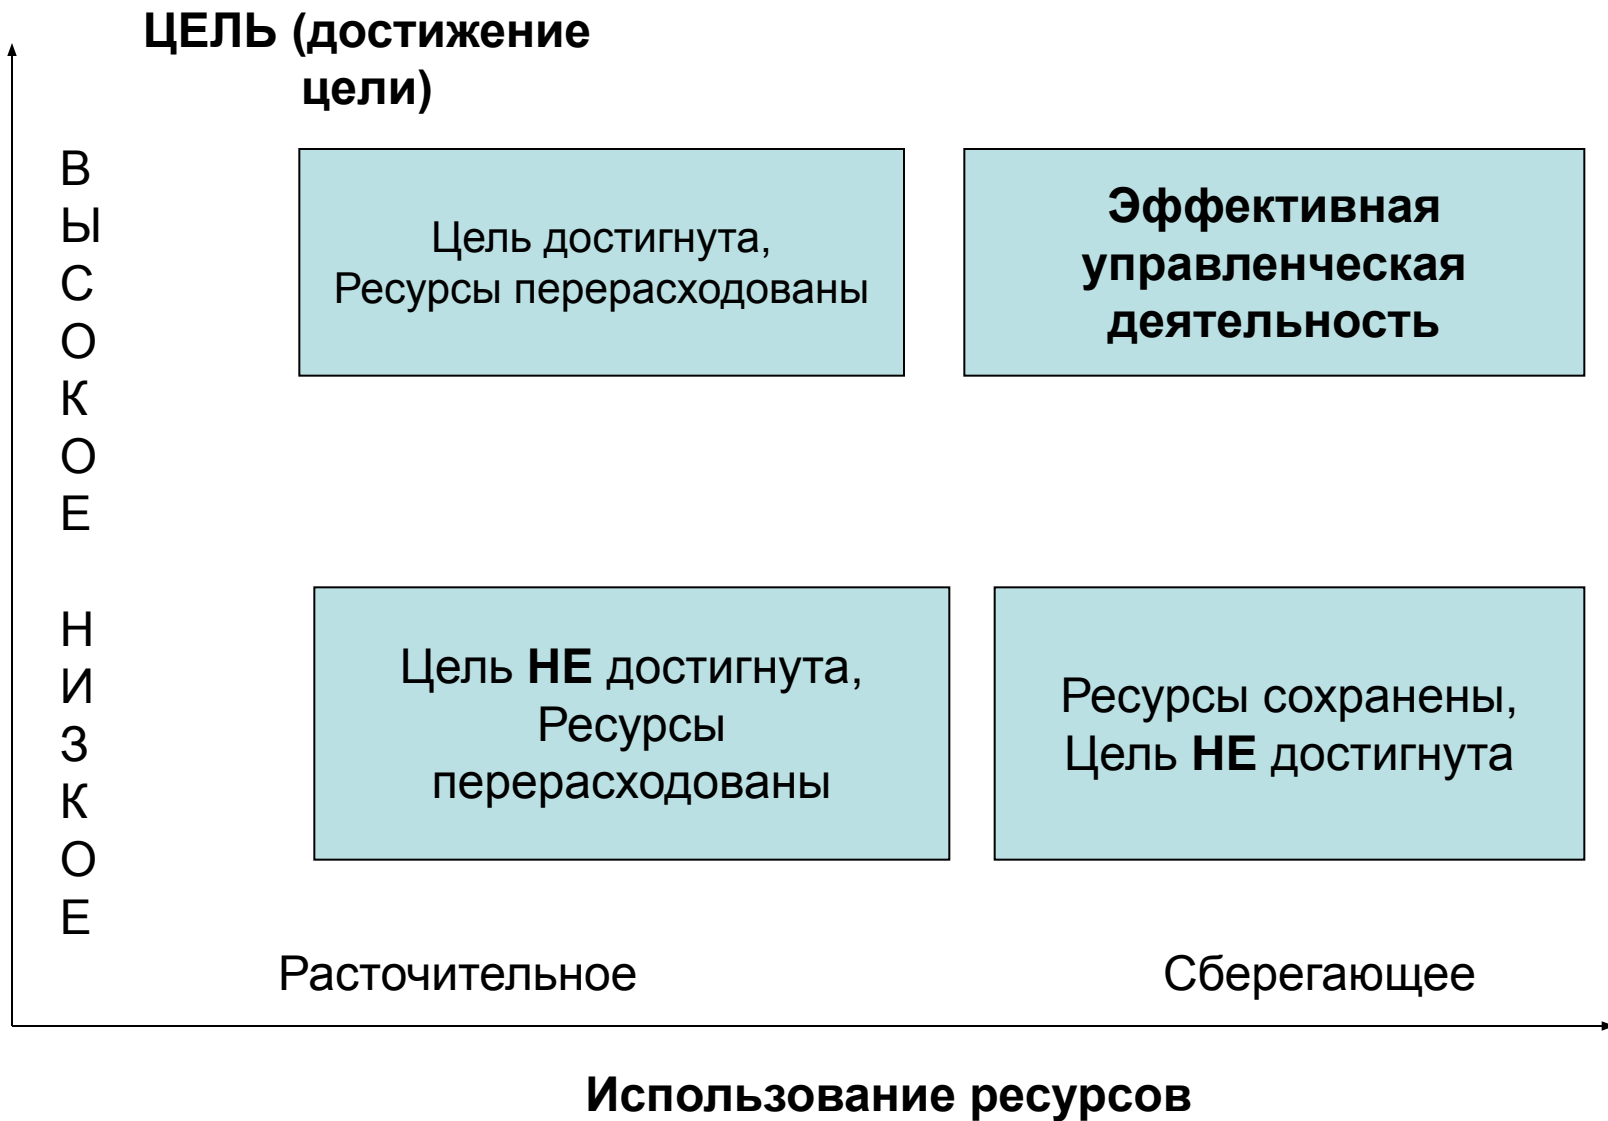 ЦЕЛЬ (достижение
цели)
В
Ы
С
О
К
О
Е
Н
И
З
К
О
Е
Цель достигнута,
Ресурсы перерасходованы
Эффективная
управленческая
деятельность
Цель НЕ достигнута,
Ресурсы
перерасходованы
Ресурсы сохранены,
Цель НЕ достигнута
Расточительное
Сберегающее
Использование ресурсов